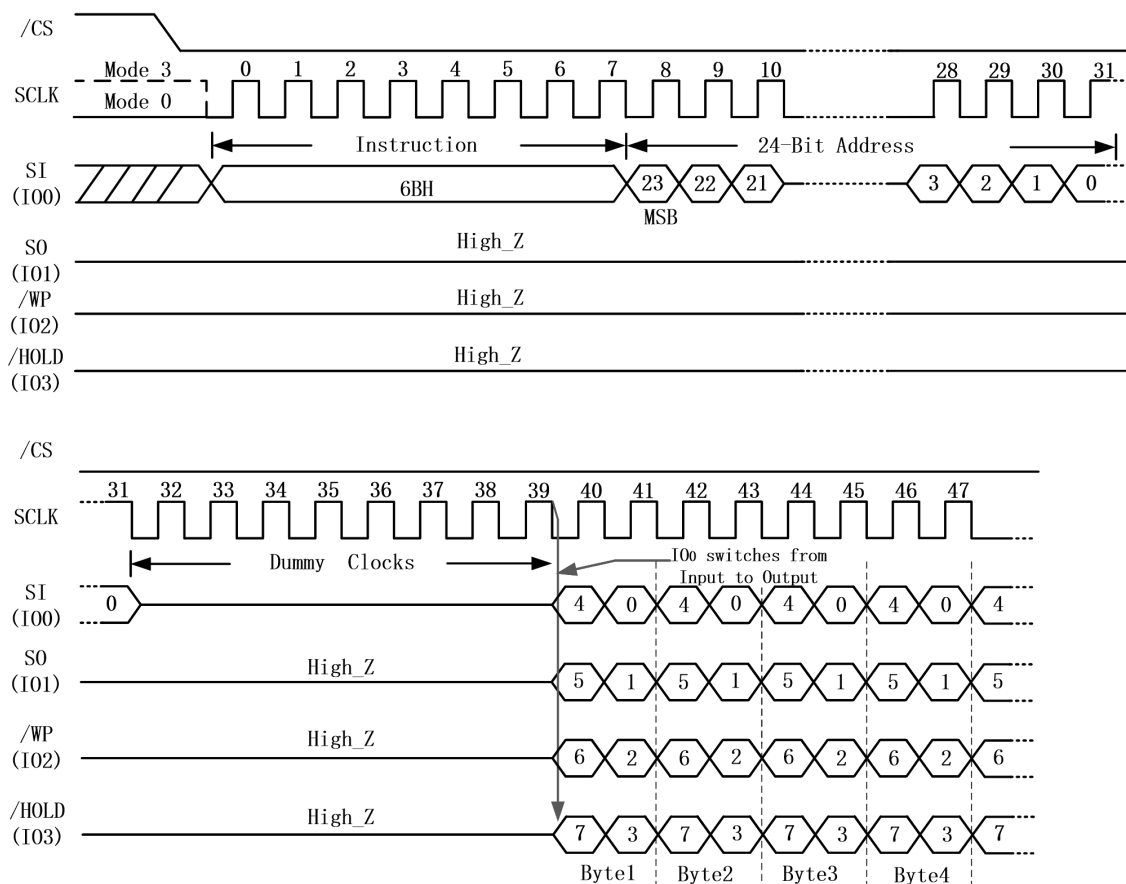 /CS
Mode 3
Mode 0
SCLK
0 1 2 3 4 5 6 7 8 9 10 28 29 30 31
Instruction
24-Bit Address
SI
(IO0)
6BH
23 22 21 3 2 1 0
MSB
SO
(IO1)
High_Z
/WP
(IO2)
High_Z
/HOLD
(IO3)
High_Z
/CS
SCLK
31 32 33 34 35 36 37 38 39 40 41 42 43 44 45 46 47
Dummy Clocks
IO0 switches from
Input to Output
SI
(IO0)
0 4 0 4 0 4 0 4 0 4
SO
(IO1)
High_Z
5 1 5 1 5 1 5 1 5
/WP
(IO2)
High_Z
6 2 6 2 6 2 6 2 6
/HOLD
(IO3)
High_Z
7 3 7 3 7 3 7 3 7
Byte1 Byte2 Byte3 Byte4